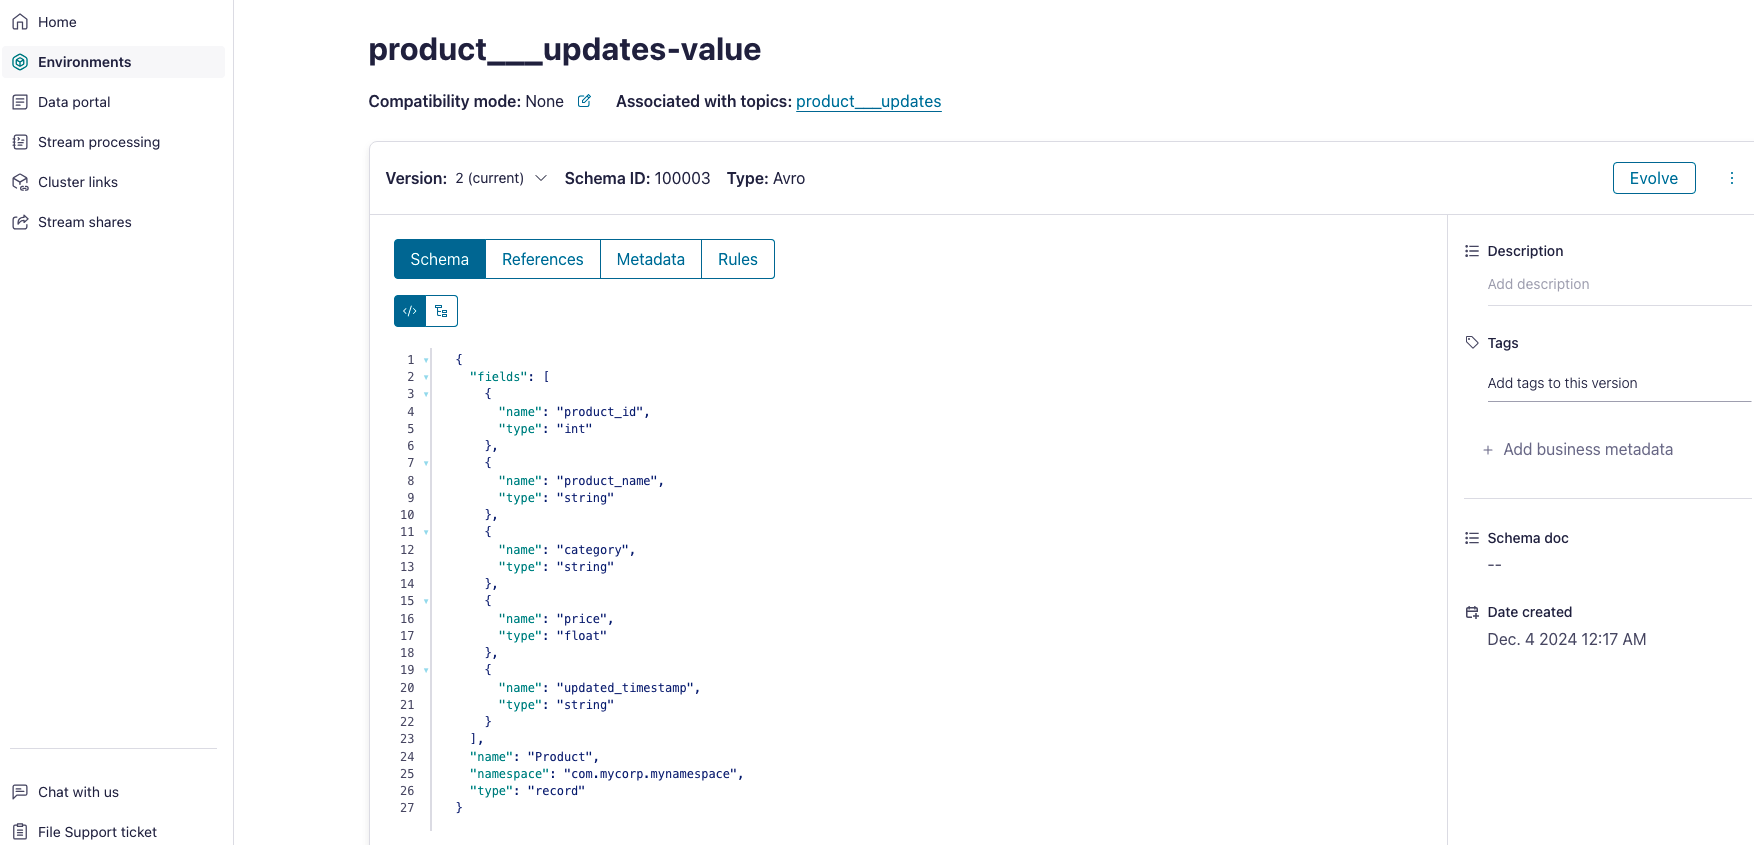 Home
Environments
Data portal
Stream processing
Cluster links
Stream shares
Chat with us
File Support ticket
product___updates-value
Compatibility mode: None Associated with topics: product___updates
Version: 2 (current) Schema ID: 100003 Type: Avro
Evolve
Schema References Metadata Rules
</>
1 {
2 "fields": [
3 {
4 "name": "product_id",
5 "type": "int"
6 },
7 {
8 "name": "product_name",
9 "type": "string"
10 },
11 {
12 "name": "category",
13 "type": "string"
14 },
15 {
16 "name": "price",
17 "type": "float"
18 },
19 {
20 "name": "updated_timestamp",
21 "type": "string"
22 }
23 ],
24 "name": "Product",
25 "namespace": "com.mycorp.mynamespace",
26 "type": "record"
27 }
Description
Add description
Tags
Add tags to this version
+ Add business metadata
Schema doc
--
Date created
Dec. 4 2024 12:17 AM